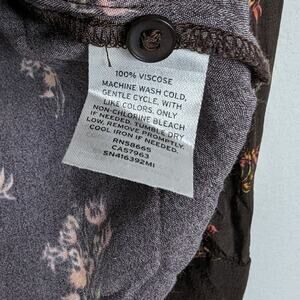 100% VISCOSE
MACHINE WASH COLD,
GENTLE CYCLE, WITH
LIKE COLORS, ONLY
NON-CHLORINE BLEACH
IF NEEDED. TUMBLE DRY
LOW, REMOVE PROMPTLY.
COOL IRON IF NEEDED.
RN58665
CA57963
SN416392MI